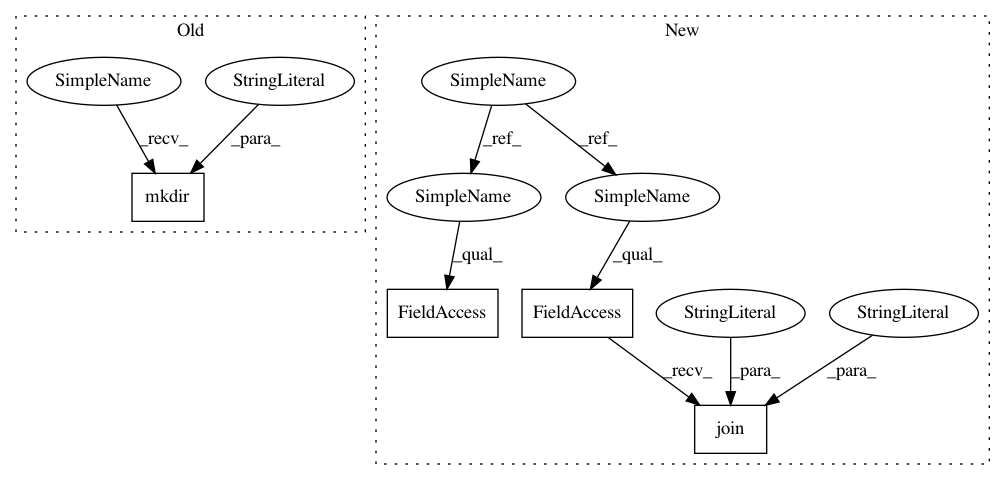 Old
New
SimpleName
StringLiteral
SimpleName
_recv_
_para_
_ref_
_ref_
mkdir
SimpleName
SimpleName
_qual_
_qual_
FieldAccess
FieldAccess
StringLiteral
StringLiteral
_recv_
_para_
_para_
join